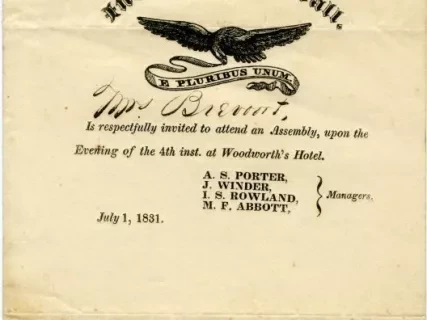 E PLURIBUS UNUM.
Mrs Brevort,
Is respectfully invited to attend an Assembly, upon the
Evening of the 4th inst. at Woodworth's Hotel.
A. S. PORTER,
J. WINDER,
I. S. ROWLAND,
M. F. ABBOTT,
Managers.
July 1, 1831.